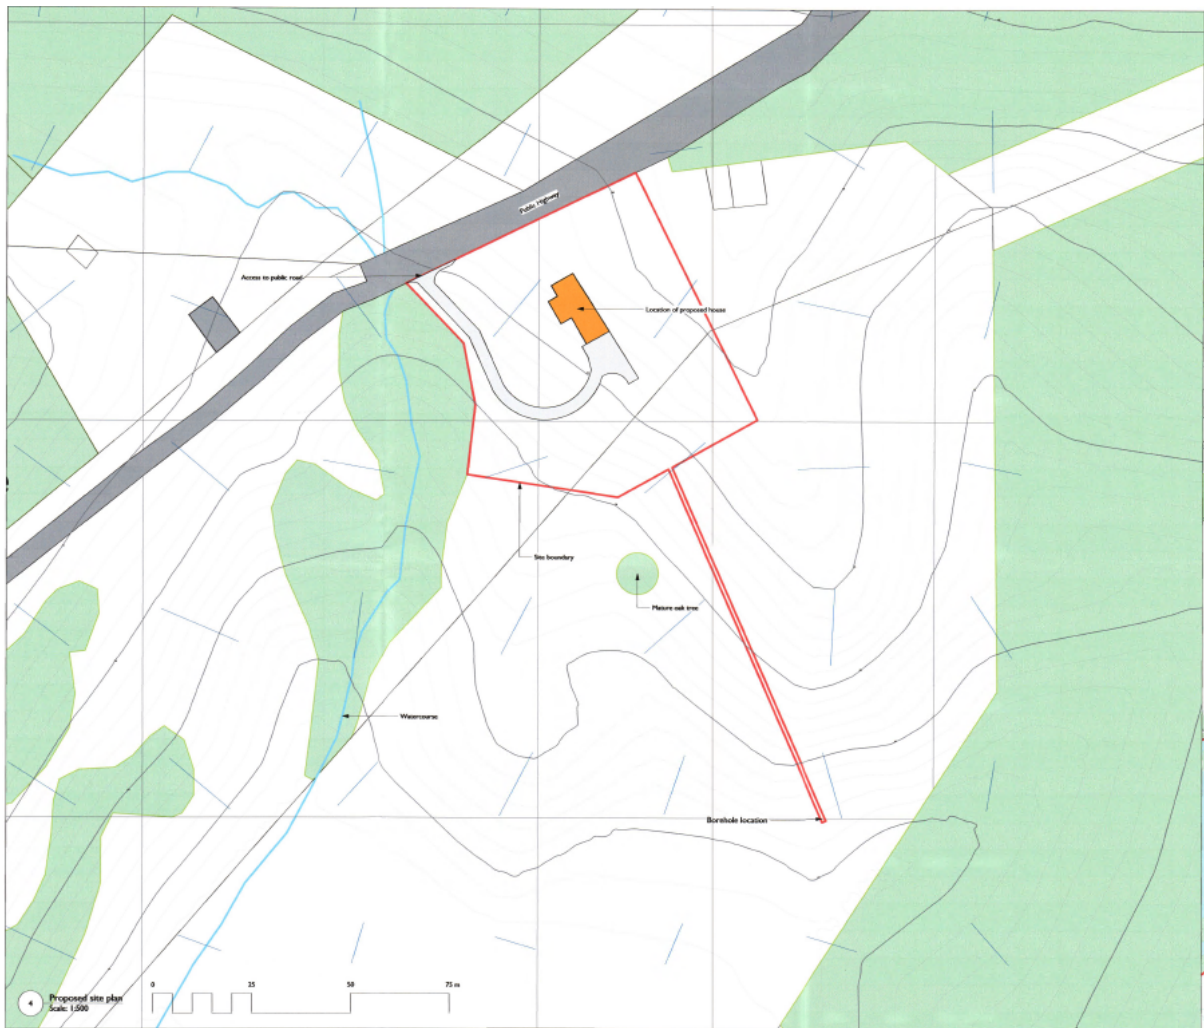 Public Highway
Access to public road
Location of proposed house
Site boundary
Mature oak tree
Watercourse
Borehole location
0 25 50 75 m
4 Proposed site plan
Scale: 1:500